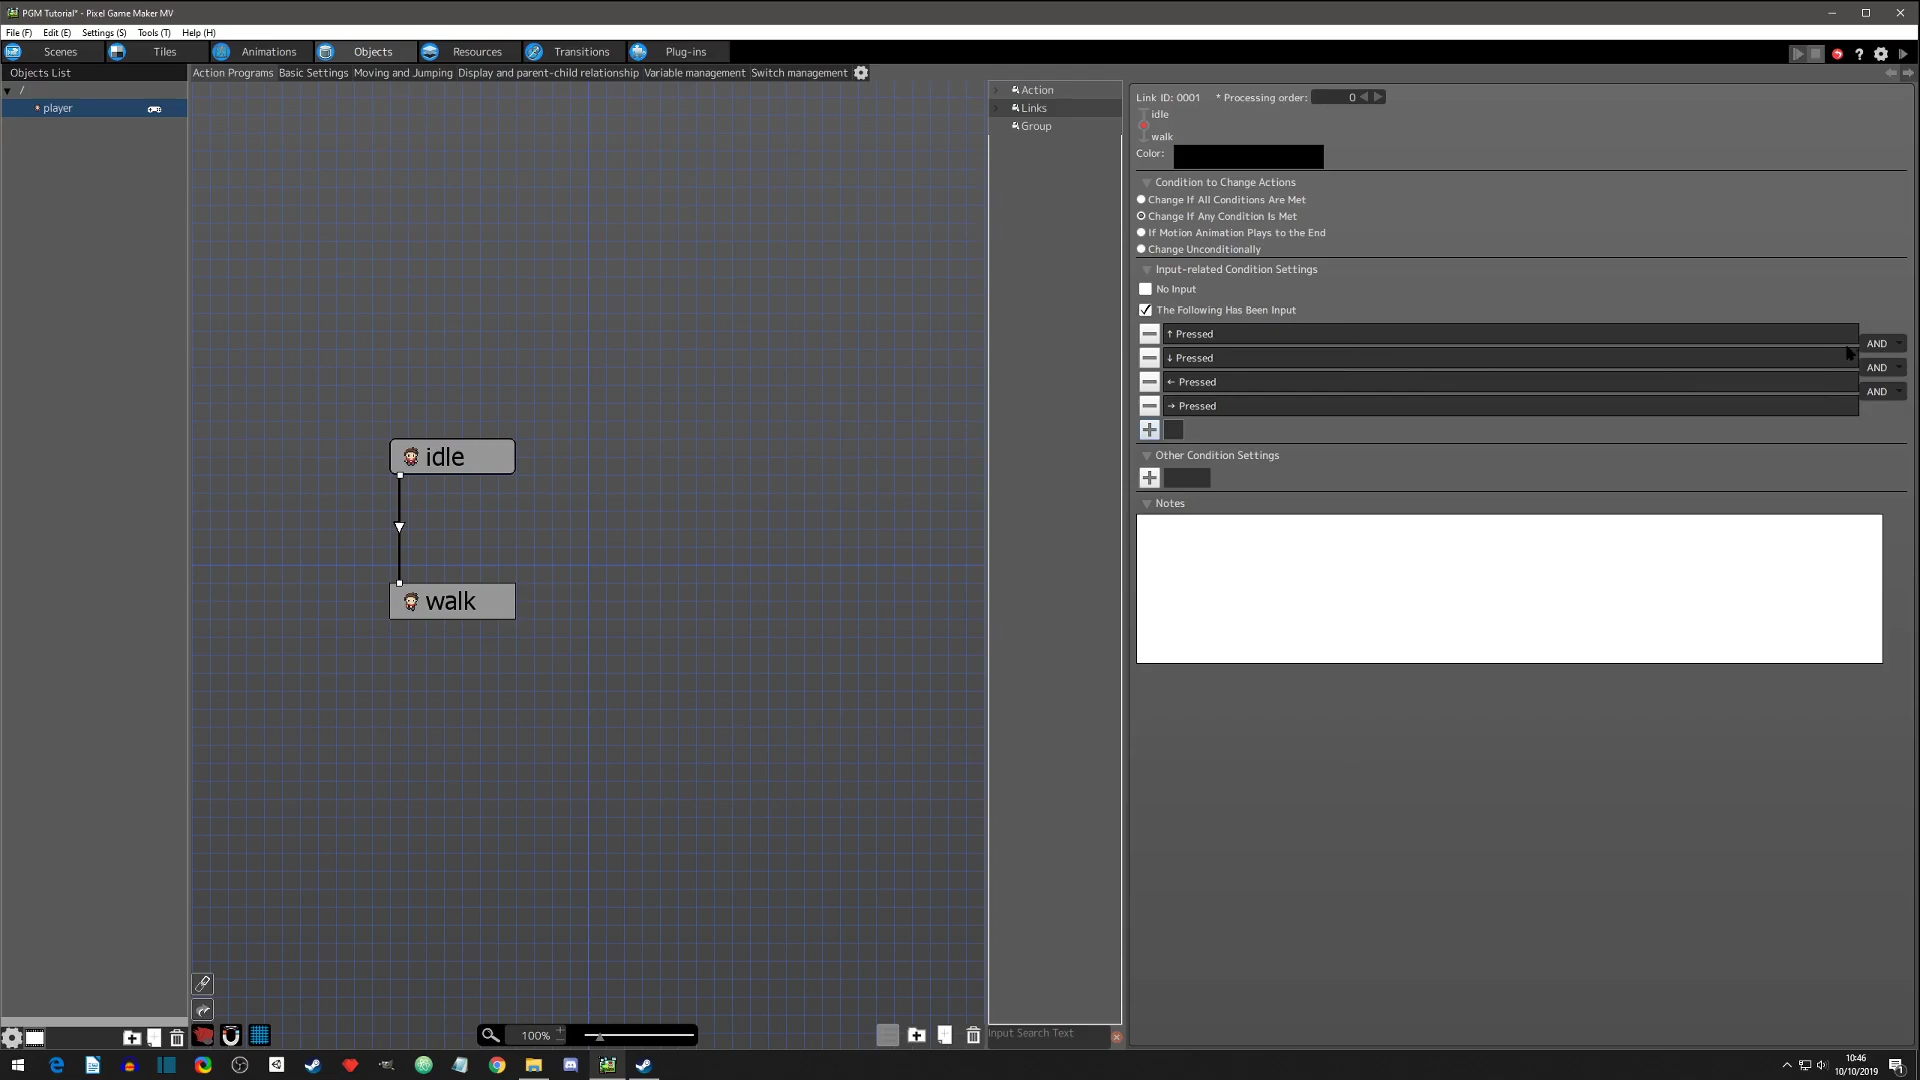 PGM Tutorial* - Pixel Game Maker MV
File (F) Edit (E) Settings (S) Tools (T) Help (H)
Scenes Tiles Animations Objects Resources Transitions Plug-ins
Objects List
Action Programs Basic Settings Moving and Jumping Display and parent-child relationship Variable management Switch management
/
player
Action
Links
Group
Link ID: 0001 * Processing order: 0
idle
walk
Color:
Condition to Change Actions
Change If All Conditions Are Met
Change If Any Condition Is Met
If Motion Animation Plays to the End
Change Unconditionally
Input-related Condition Settings
No Input
The Following Has Been Input
↑ Pressed
AND
↓ Pressed
AND
← Pressed
AND
→ Pressed
Other Condition Settings
Notes
idle
walk
100%
Input Search Text
10:46
10/10/2019